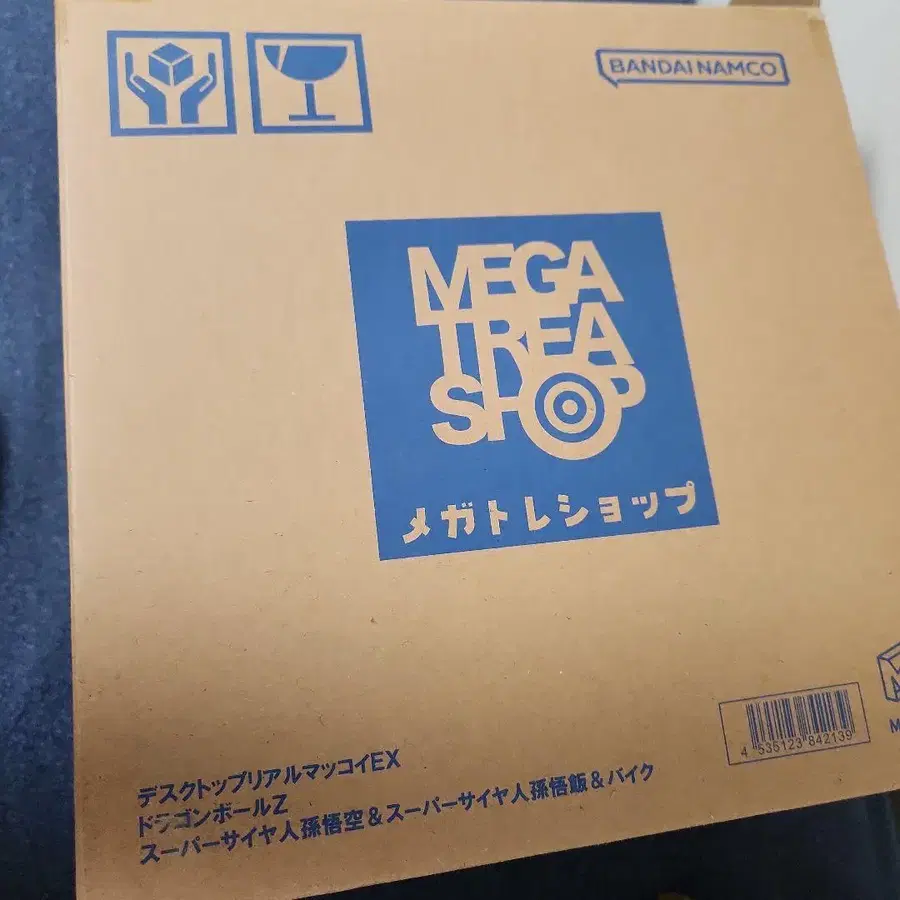 BANDAI NAMCO
MEGA
TREA
SHOP
メガトレショップ
4 535123 842139
デスクトップリアルマッコイEX
ドラゴンボールZ
スーパーサイヤ人孫悟空&スーパーサイヤ人孫悟飯&バイク